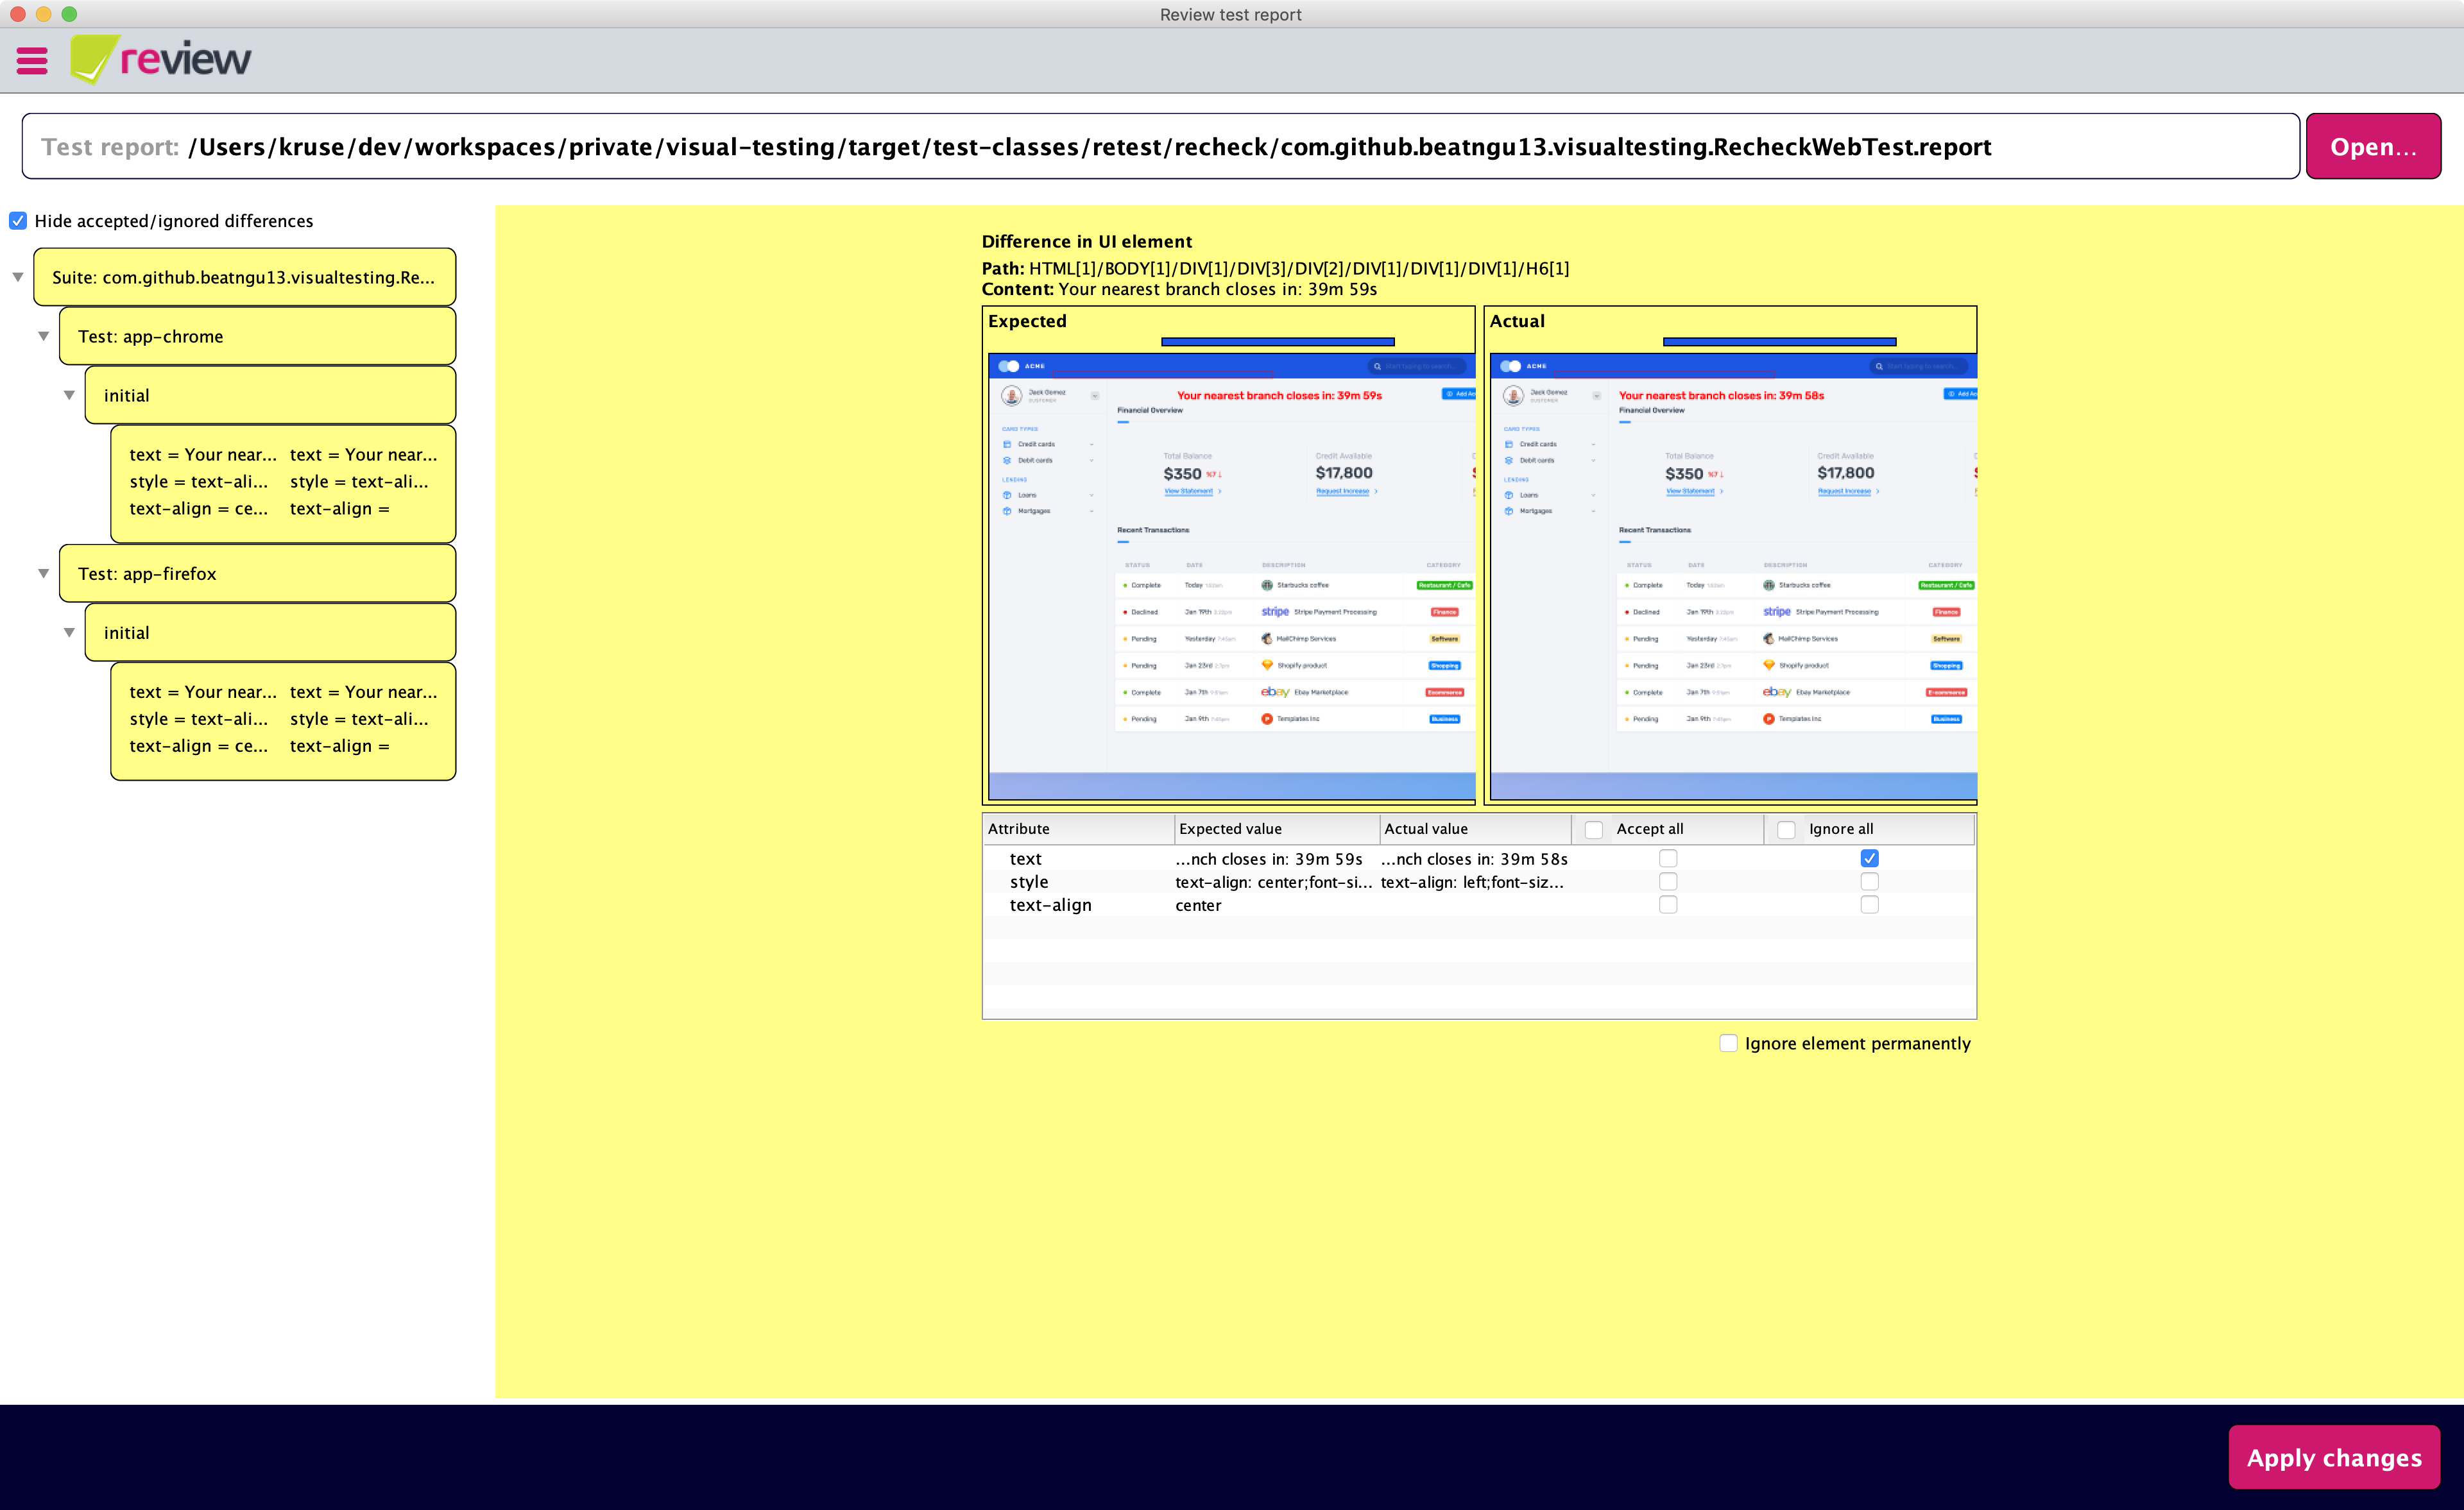 Review test report
review
Test report: /Users/kruse/dev/workspaces/private/visual-testing/target/test-classes/retest/recheck/com.github.beatngu13.visualtesting.RecheckWebTest.report
Open...
Hide accepted/ignored differences
Suite: com.github.beatngu13.visualtesting.Re...
Test: app-chrome
initial
text = Your near... text = Your near...
style = text-ali... style = text-ali...
text-align = ce... text-align =
Test: app-firefox
initial
text = Your near... text = Your near...
style = text-ali... style = text-ali...
text-align = ce... text-align =
Difference in UI element
Path: HTML[1]/BODY[1]/DIV[1]/DIV[3]/DIV[2]/DIV[1]/DIV[1]/DIV[1]/H6[1]
Content: Your nearest branch closes in: 39m 59s
Expected
ACME
Start typing to search...
Jack Gomez
CUSTOMER
Your nearest branch closes in: 39m 59s
Financial Overview
CARD TYPES
Credit cards
Debit cards
LENDING
Loans
Mortgages
Total Balance
$350 %7↓
View Statement
Credit Available
$17,800
Request Increase
Recent Transactions
STATUS DATE DESCRIPTION CATEGORY
Complete Today Starbucks coffee Restaurant / Cafe
Declined Jan 19th Stripe Stripe Payment Processing Finance
Pending Yesterday MailChimp Services Software
Pending Jan 23rd Shopify product Shopping
Complete Jan 7th ebay Ebay Marketplace Ecommerce
Pending Jan 9th Templates Inc Business
Actual
ACME
Start typing to search...
Jack Gomez
CUSTOMER
Your nearest branch closes in: 39m 58s
Financial Overview
CARD TYPES
Credit cards
Debit cards
LENDING
Loans
Mortgages
Total Balance
$350 %7↓
View Statement
Credit Available
$17,800
Request Increase
Recent Transactions
STATUS DATE DESCRIPTION CATEGORY
Complete Today Starbucks coffee Restaurant / Cafe
Declined Jan 19th stripe Stripe Payment Processing Finance
Pending Yesterday MailChimp Services Software
Pending Jan 23rd Shopify product Shopping
Complete Jan 7th ebay Ebay Marketplace E-commerce
Pending Jan 9th Templates Inc Business
Attribute Expected value Actual value Accept all Ignore all
text ...nch closes in: 39m 59s ...nch closes in: 39m 58s
style text-align: center;font-si... text-align: left;font-siz...
text-align center
Ignore element permanently
Apply changes